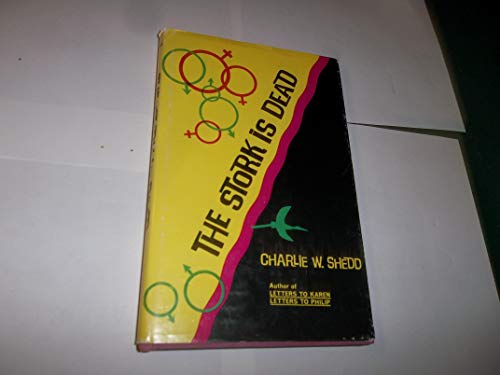 THE STORK IS DEAD
CHARLIE W. SHEDD
Author of
LETTERS TO KAREN
LETTERS TO PHILIP